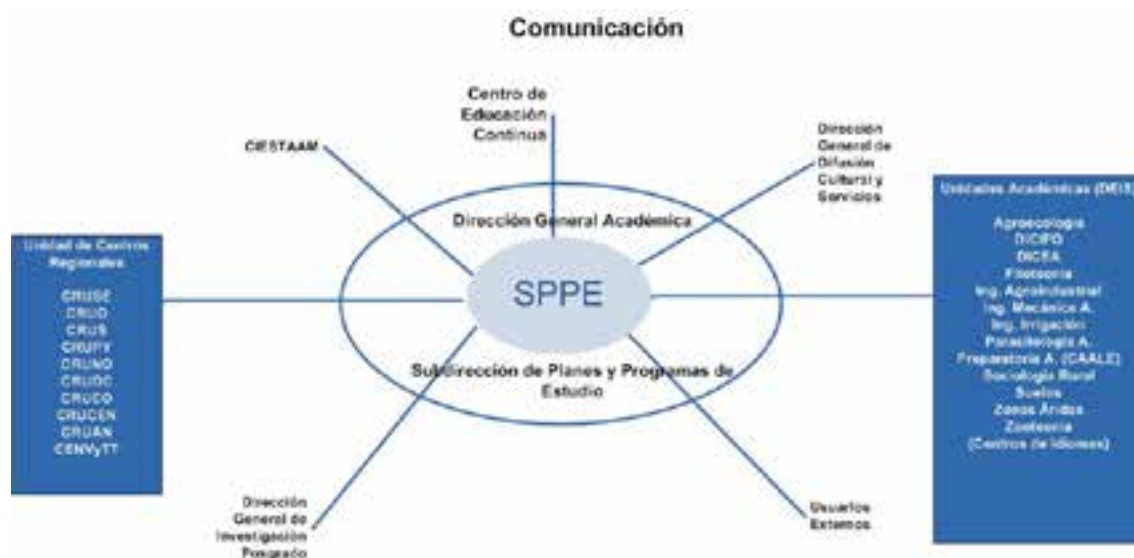 Comunicación
Centro de
Educación
Continua
CIESTAAM
Dirección
General de
Difusión
Cultural y
Servicios
Dirección General Académica
SPPE
Subdirección de Planes y Programas de
Estudio
Unidad de Centros
Regionales
CRUSE
CRUO
CRUS
CRUPY
CRUNO
CRUOC
CRUCO
CRUCEN
CRUAN
CENVyTT
Unidades Académicas (DEIS)
Agroecología
DICIFO
DICEA
Fitotecnia
Ing. Agroindustrial
Ing. Mecánica A.
Ing. Irrigación
Parasitología A.
Preparatoria A. (CAALE)
Sociología Rural
Suelos
Zonas Áridas
Zootecnia
(Centros de Idiomas)
Dirección
General de
Investigación
Posgrado
Usuarios
Externos